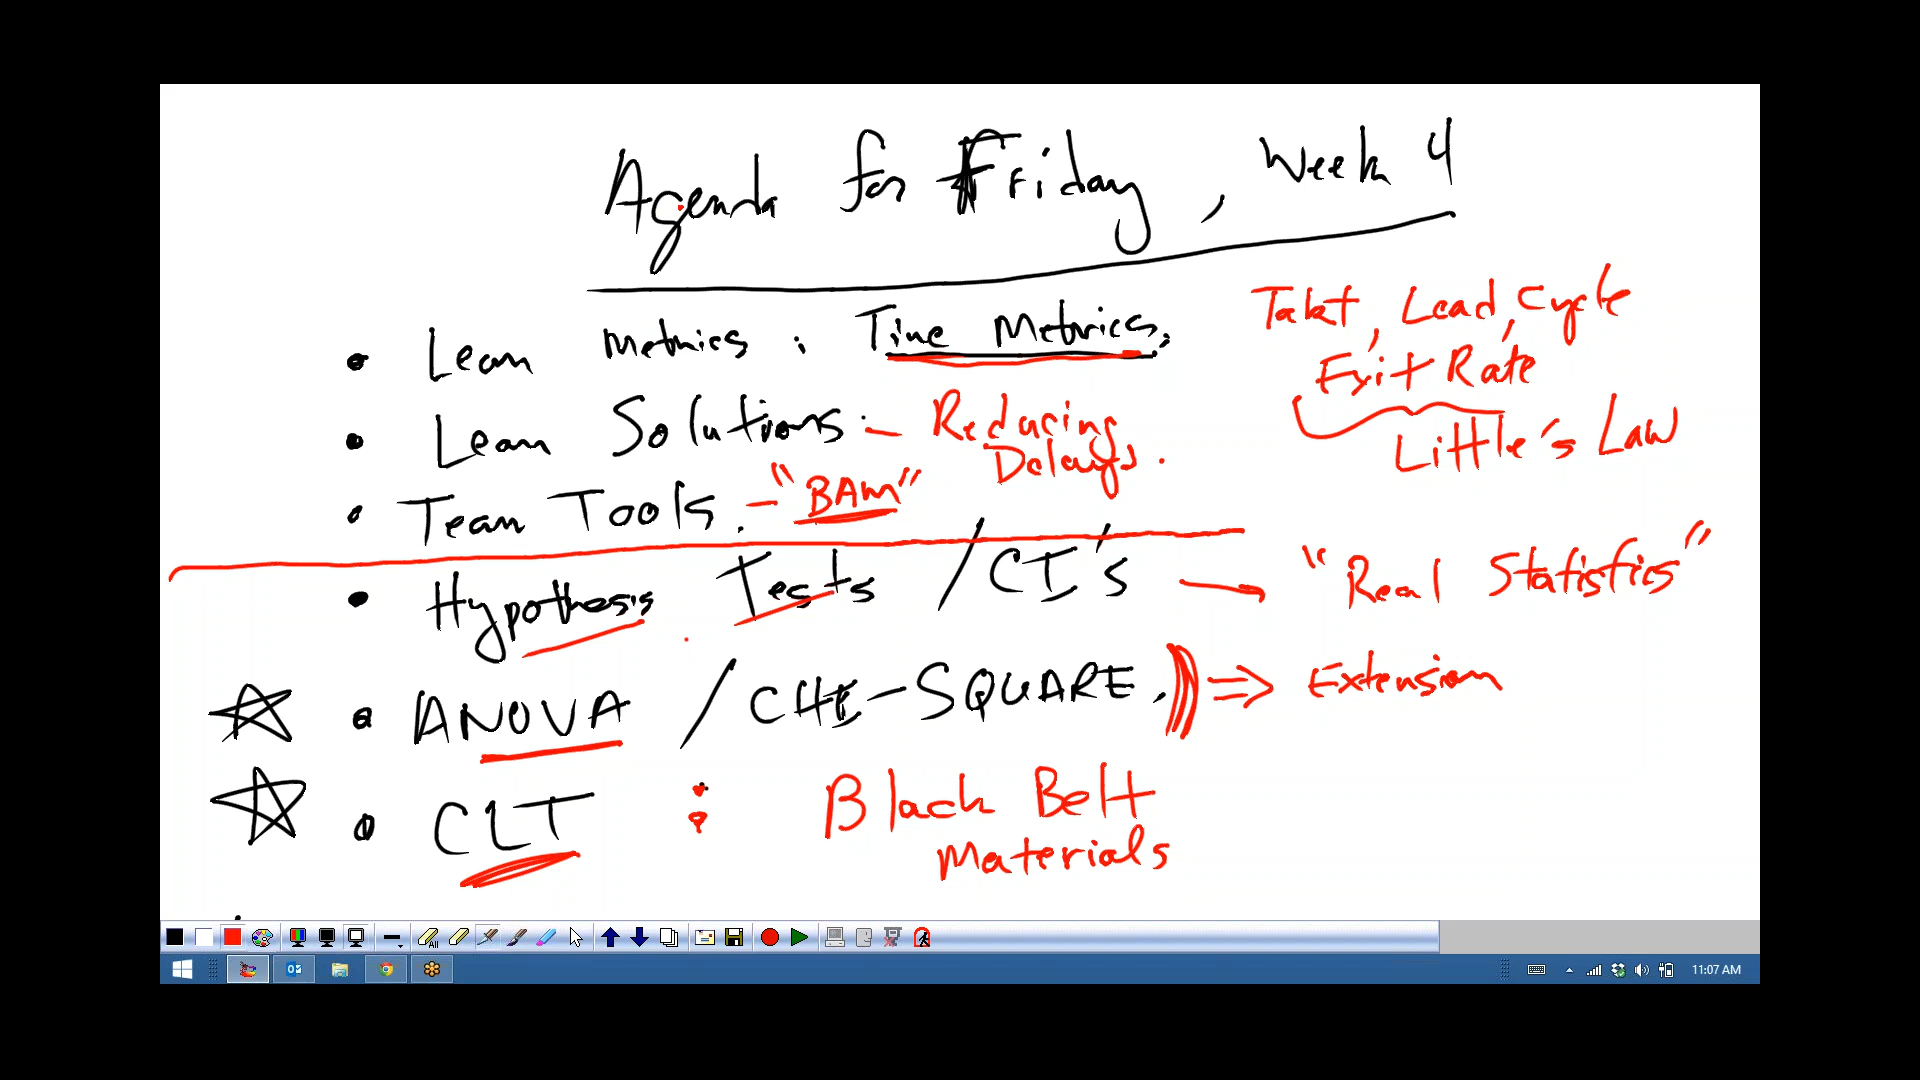 Agenda for Friday, Week 4
• Lean Metrics : Time Metrics. Takt, Lead, Cycle
Exit Rate
Little's Law
• Lean Solutions : – Reducing
Delays.
• Team Tools. – "BAM"
• Hypothesis Tests / CI's → "Real Statistics"
• ANOVA / CHI-SQUARE. ⇒ Extension
• CLT : Black Belt
Materials
All
11:07 AM